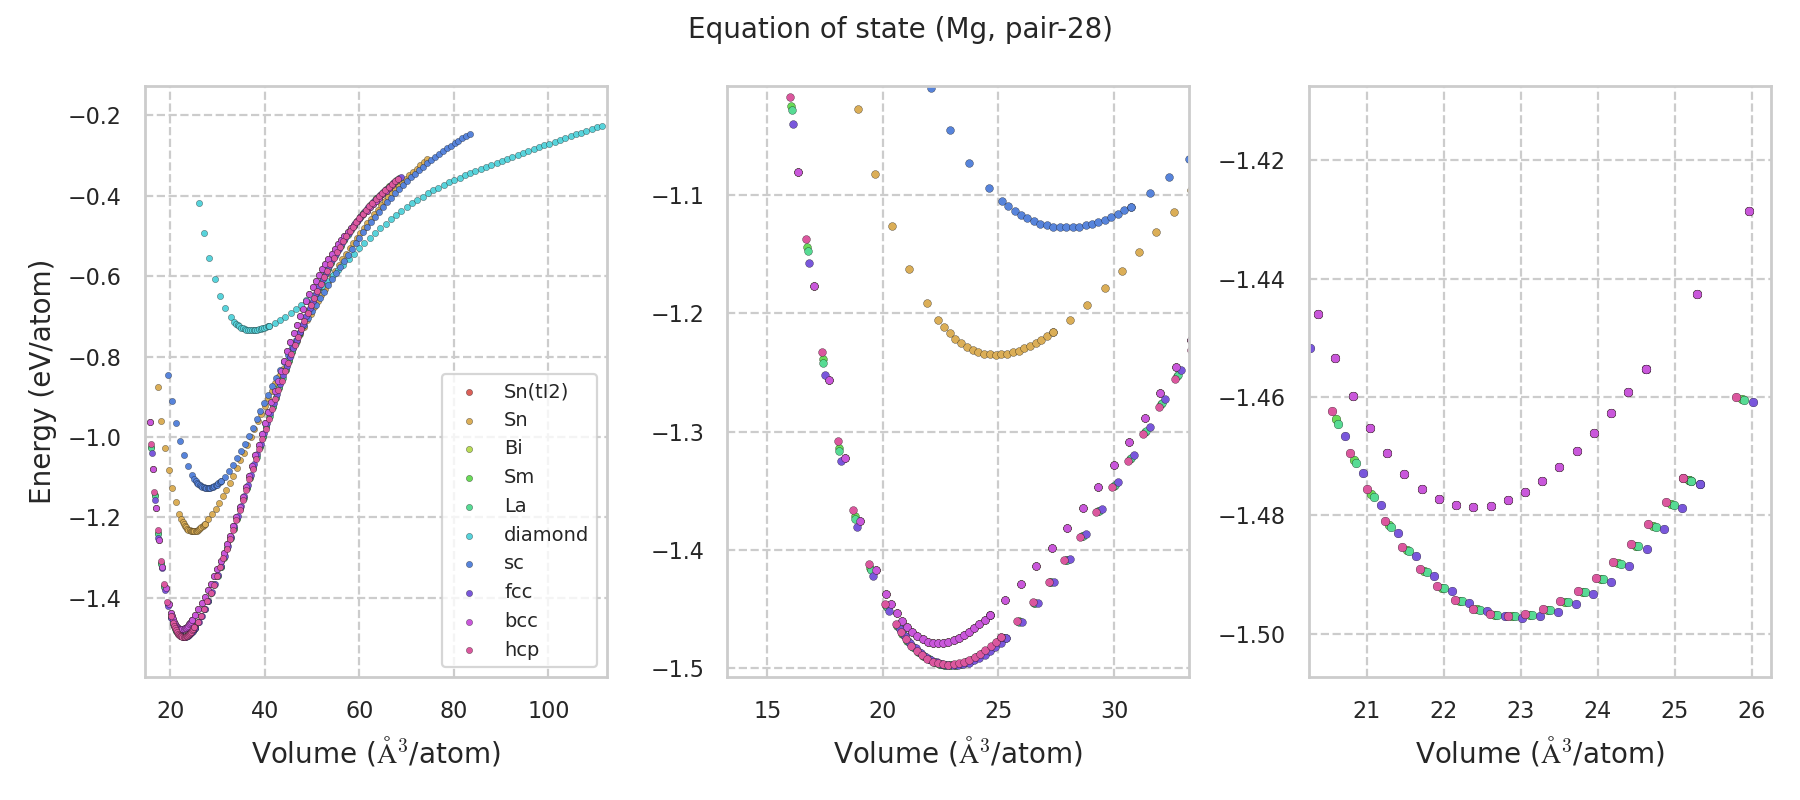 Equation of state (Mg, pair-28)
Energy (eV/atom)
−0.2
−0.4
−0.6
−0.8
−1.0
−1.2
−1.4
20 40 60 80 100
Volume (Å³/atom)
Sn(tI2)
Sn
Bi
Sm
La
diamond
sc
fcc
bcc
hcp
−1.1
−1.2
−1.3
−1.4
−1.5
15 20 25 30
Volume (Å³/atom)
−1.42
−1.44
−1.46
−1.48
−1.50
21 22 23 24 25 26
Volume (Å³/atom)